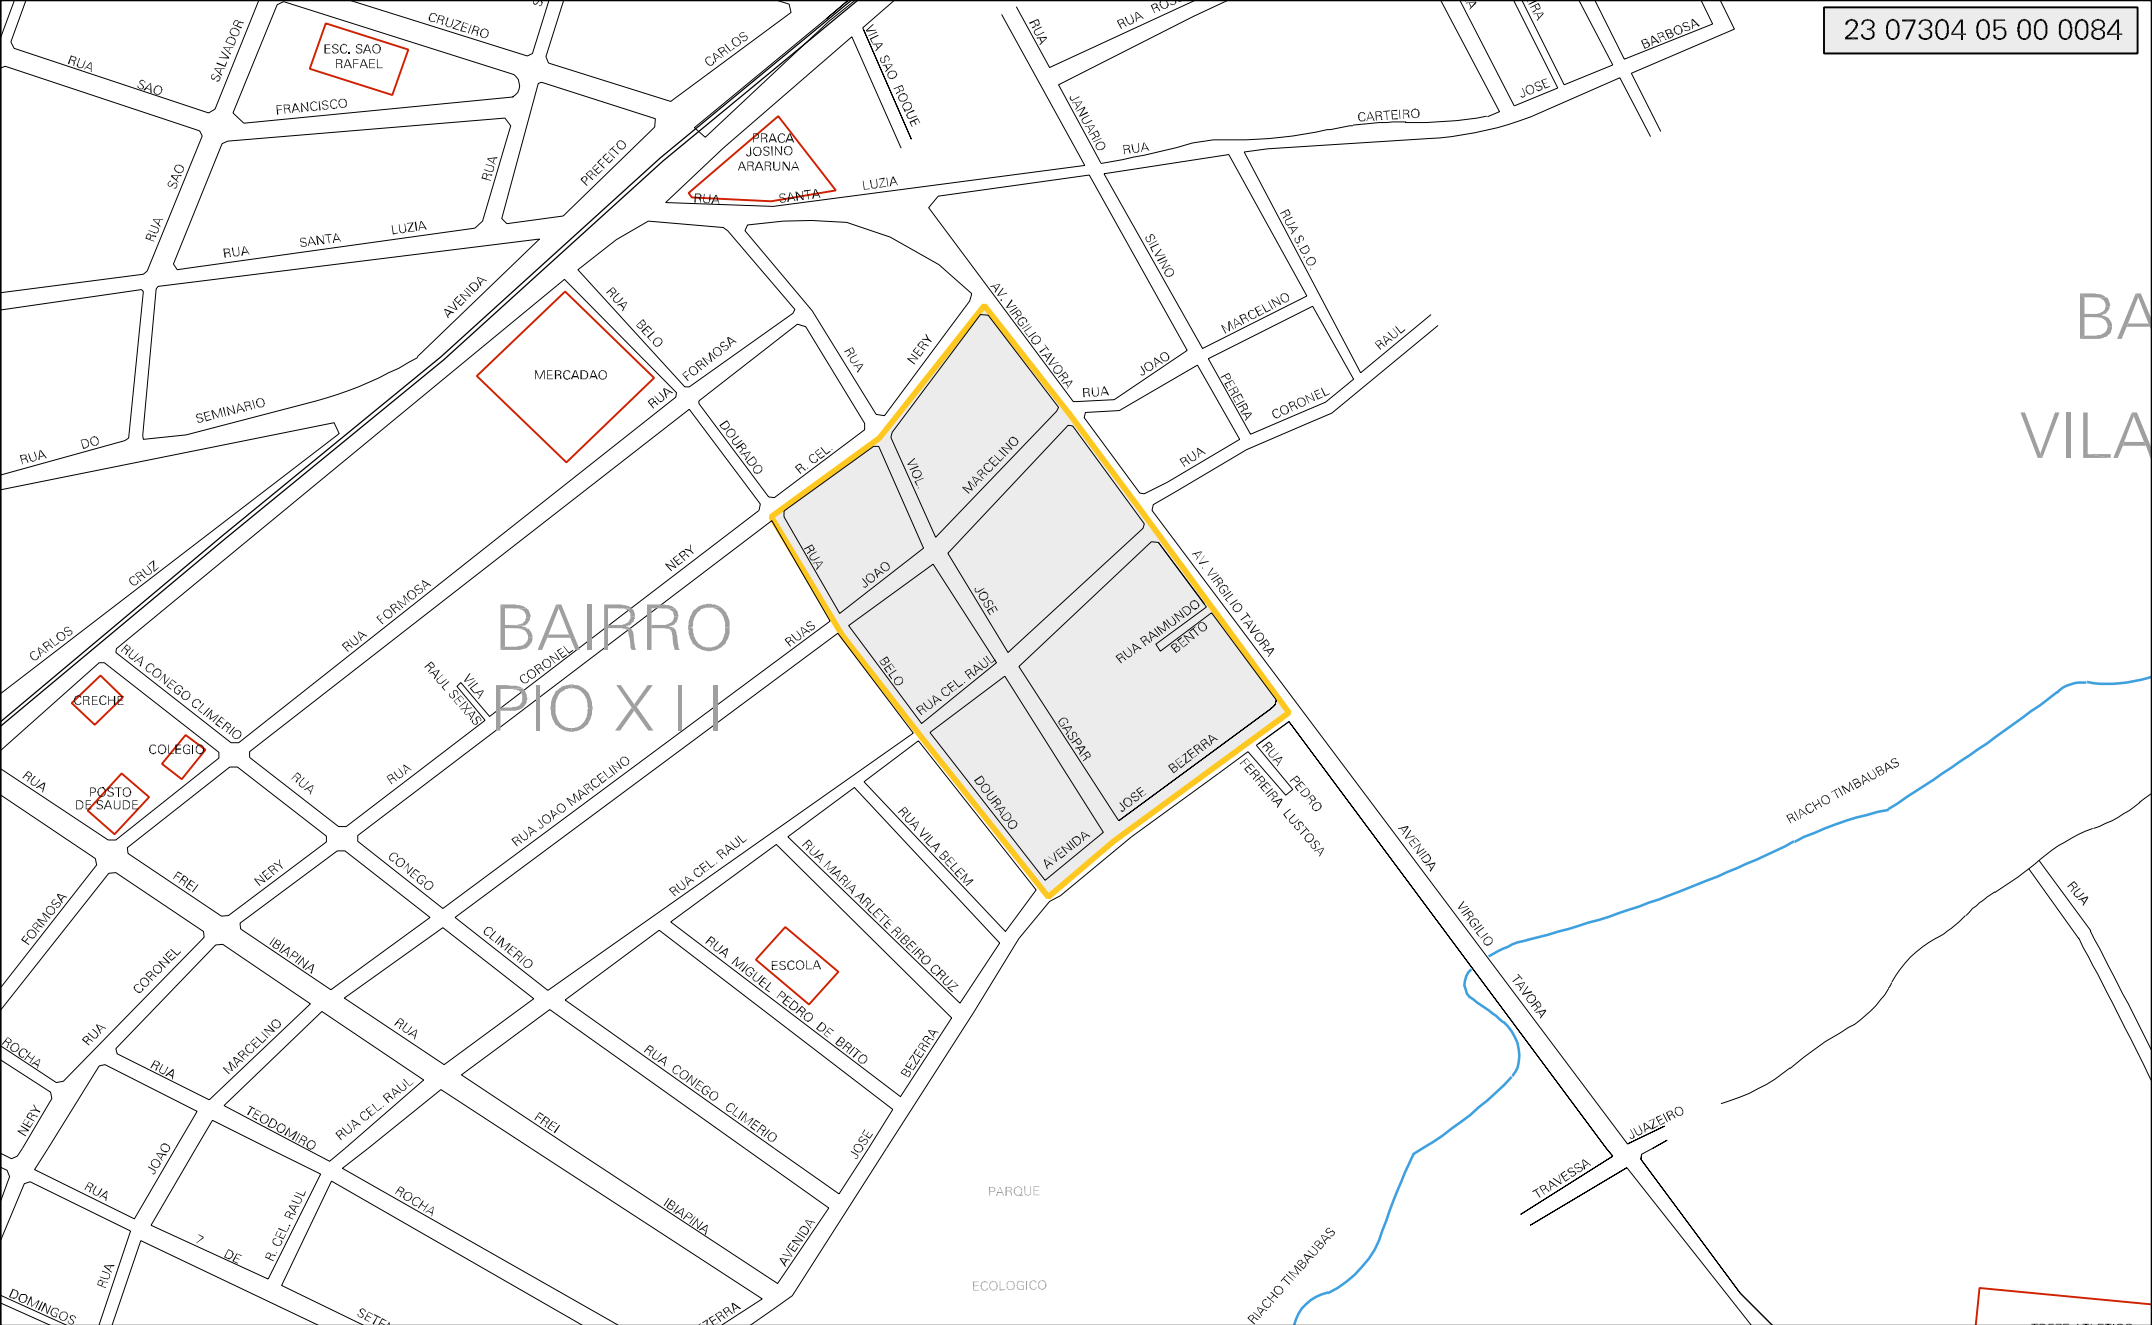 23 07304 05 00 0084
CRUZEIRO
SALVADOR
ESC. SAO
RAFAEL
RUA
SAO
FRANCISCO
CARLOS
VILA SAO ROQUE
RUA
RUA
BARBOSA
JOSE
CARTEIRO
JANUARIO
RUA
PRACA
JOSINO
ARARUNA
RUA SANTA LUZIA
PREFEITO
RUA
SAO
RUA
RUA SANTA LUZIA
AVENIDA
SILVINO
RUA S.D.O.
BA
VILA
RUA
BELO
FORMOSA
RUA
MERCADAO
RUA
NERY
AV. VIRGILIO TAVORA
MARCELINO
JOAO
RUA
RAUL
PEREIRA
CORONEL
RUA
SEMINARIO
DO
RUA
DOURADO
R. CEL.
VIOL.
MARCELINO
CRUZ
CARLOS
RUA FORMOSA
NERY
RUA
JOAO
JOSE
AV. VIRGILIO TAVORA
BAIRRO
PIO X I I
RUAS
RUA RAIMUNDO
BENTO
CORONEL
VILA
RAUL SEIXAS
BELO
RUA CEL. RAUL
RUA CONEGO CLIMERIO
CRECHE
COLEGIO
POSTO
DE SAUDE
RUA
RUA
RUA
RUA JOAO MARCELINO
DOURADO
GASPAR
BEZERRA
JOSE
AVENIDA
RUA PEDRO
FERREIRA LUSTOSA
RIACHO TIMBAUBAS
AVENIDA
VIRGILIO
TAVORA
RUA
RUA VILA BELEM
RUA CEL. RAUL
RUA MARIA ARLETE RIBEIRO CRUZ
CONEGO
NERY
FREI
FORMOSA
IBIAPINA
CLIMERIO
CORONEL
RUA MIGUEL PEDRO DE BRITO
ESCOLA
RUA
RUA
MARCELINO
ROCHA
RUA
BEZERRA
RUA CONEGO CLIMERIO
RUA CEL. RAUL
TEODOMIRO
FREI
NERY
JOAO
JOSE
JUAZEIRO
TRAVESSA
RUA
ROCHA
IBIAPINA
AVENIDA
PARQUE
ECOLOGICO
RIACHO TIMBAUBAS
R. CEL. RAUL
7 DE
RUA
DOMINGOS